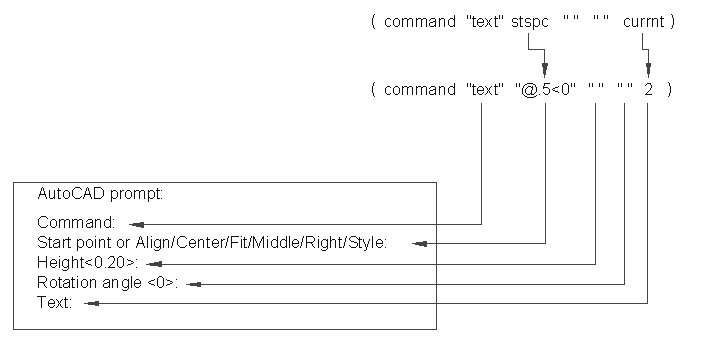 ( command "text" stspc "" "" currnt )
( command "text" "@.5<0" "" "" 2 )
AutoCAD prompt:
Command:
Start point or Align/Center/Fit/Middle/Right/Style:
Height<0.20>:
Rotation angle <0>:
Text: